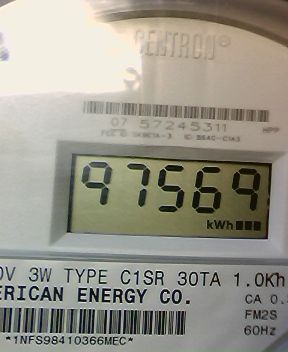 CENTRON®
07 57245311
HPP
97569
kWh
0V 3W TYPE C1SR 30TA 1.0Kh
ERICAN ENERGY CO.
CA 0.
FM2S
*1NFS98410366MEC*
60Hz